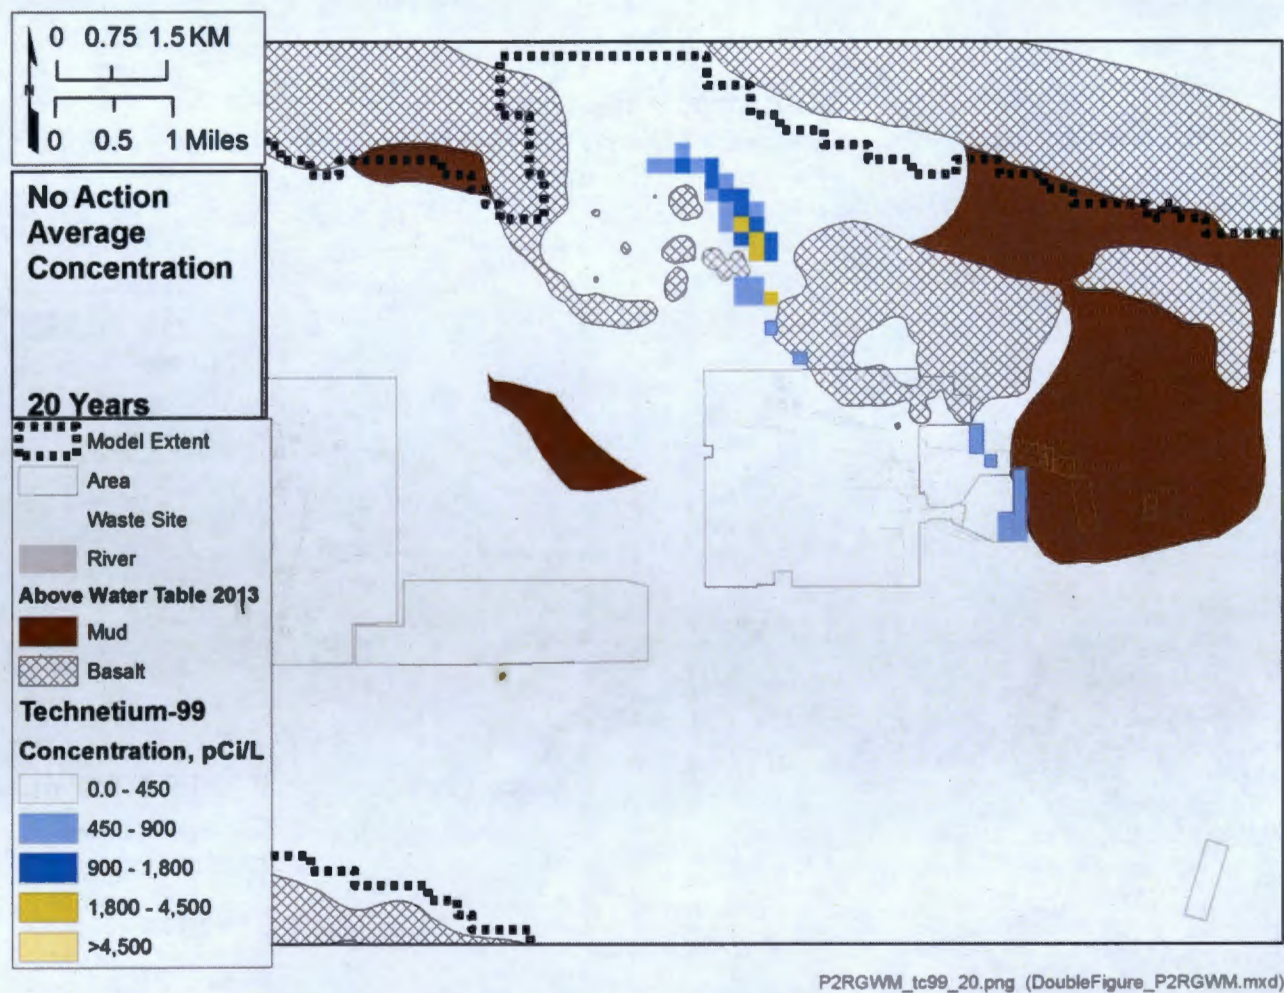 0 0.75 1.5 KM
N
0 0.5 1 Miles
No Action
Average
Concentration
20 Years
Model Extent
Area
Waste Site
River
Above Water Table 2013
Mud
Basalt
Technetium-99
Concentration, pCi/L
0.0 - 450
450 - 900
900 - 1,800
1,800 - 4,500
>4,500
P2RGWM_tc99_20.png (DoubleFigure_P2RGWM.mxd)